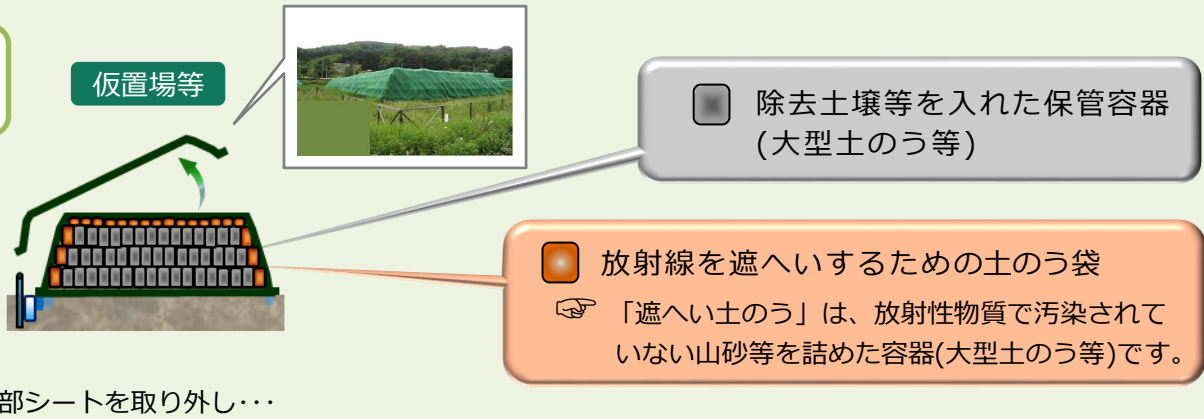 仮置場等
除去土壌等を入れた保管容器
(大型土のう等)
放射線を遮へいするための土のう袋
☞ 「遮へい土のう」は、放射性物質で汚染されて
いない山砂等を詰めた容器(大型土のう等)です。
部シートを取り外し･･･